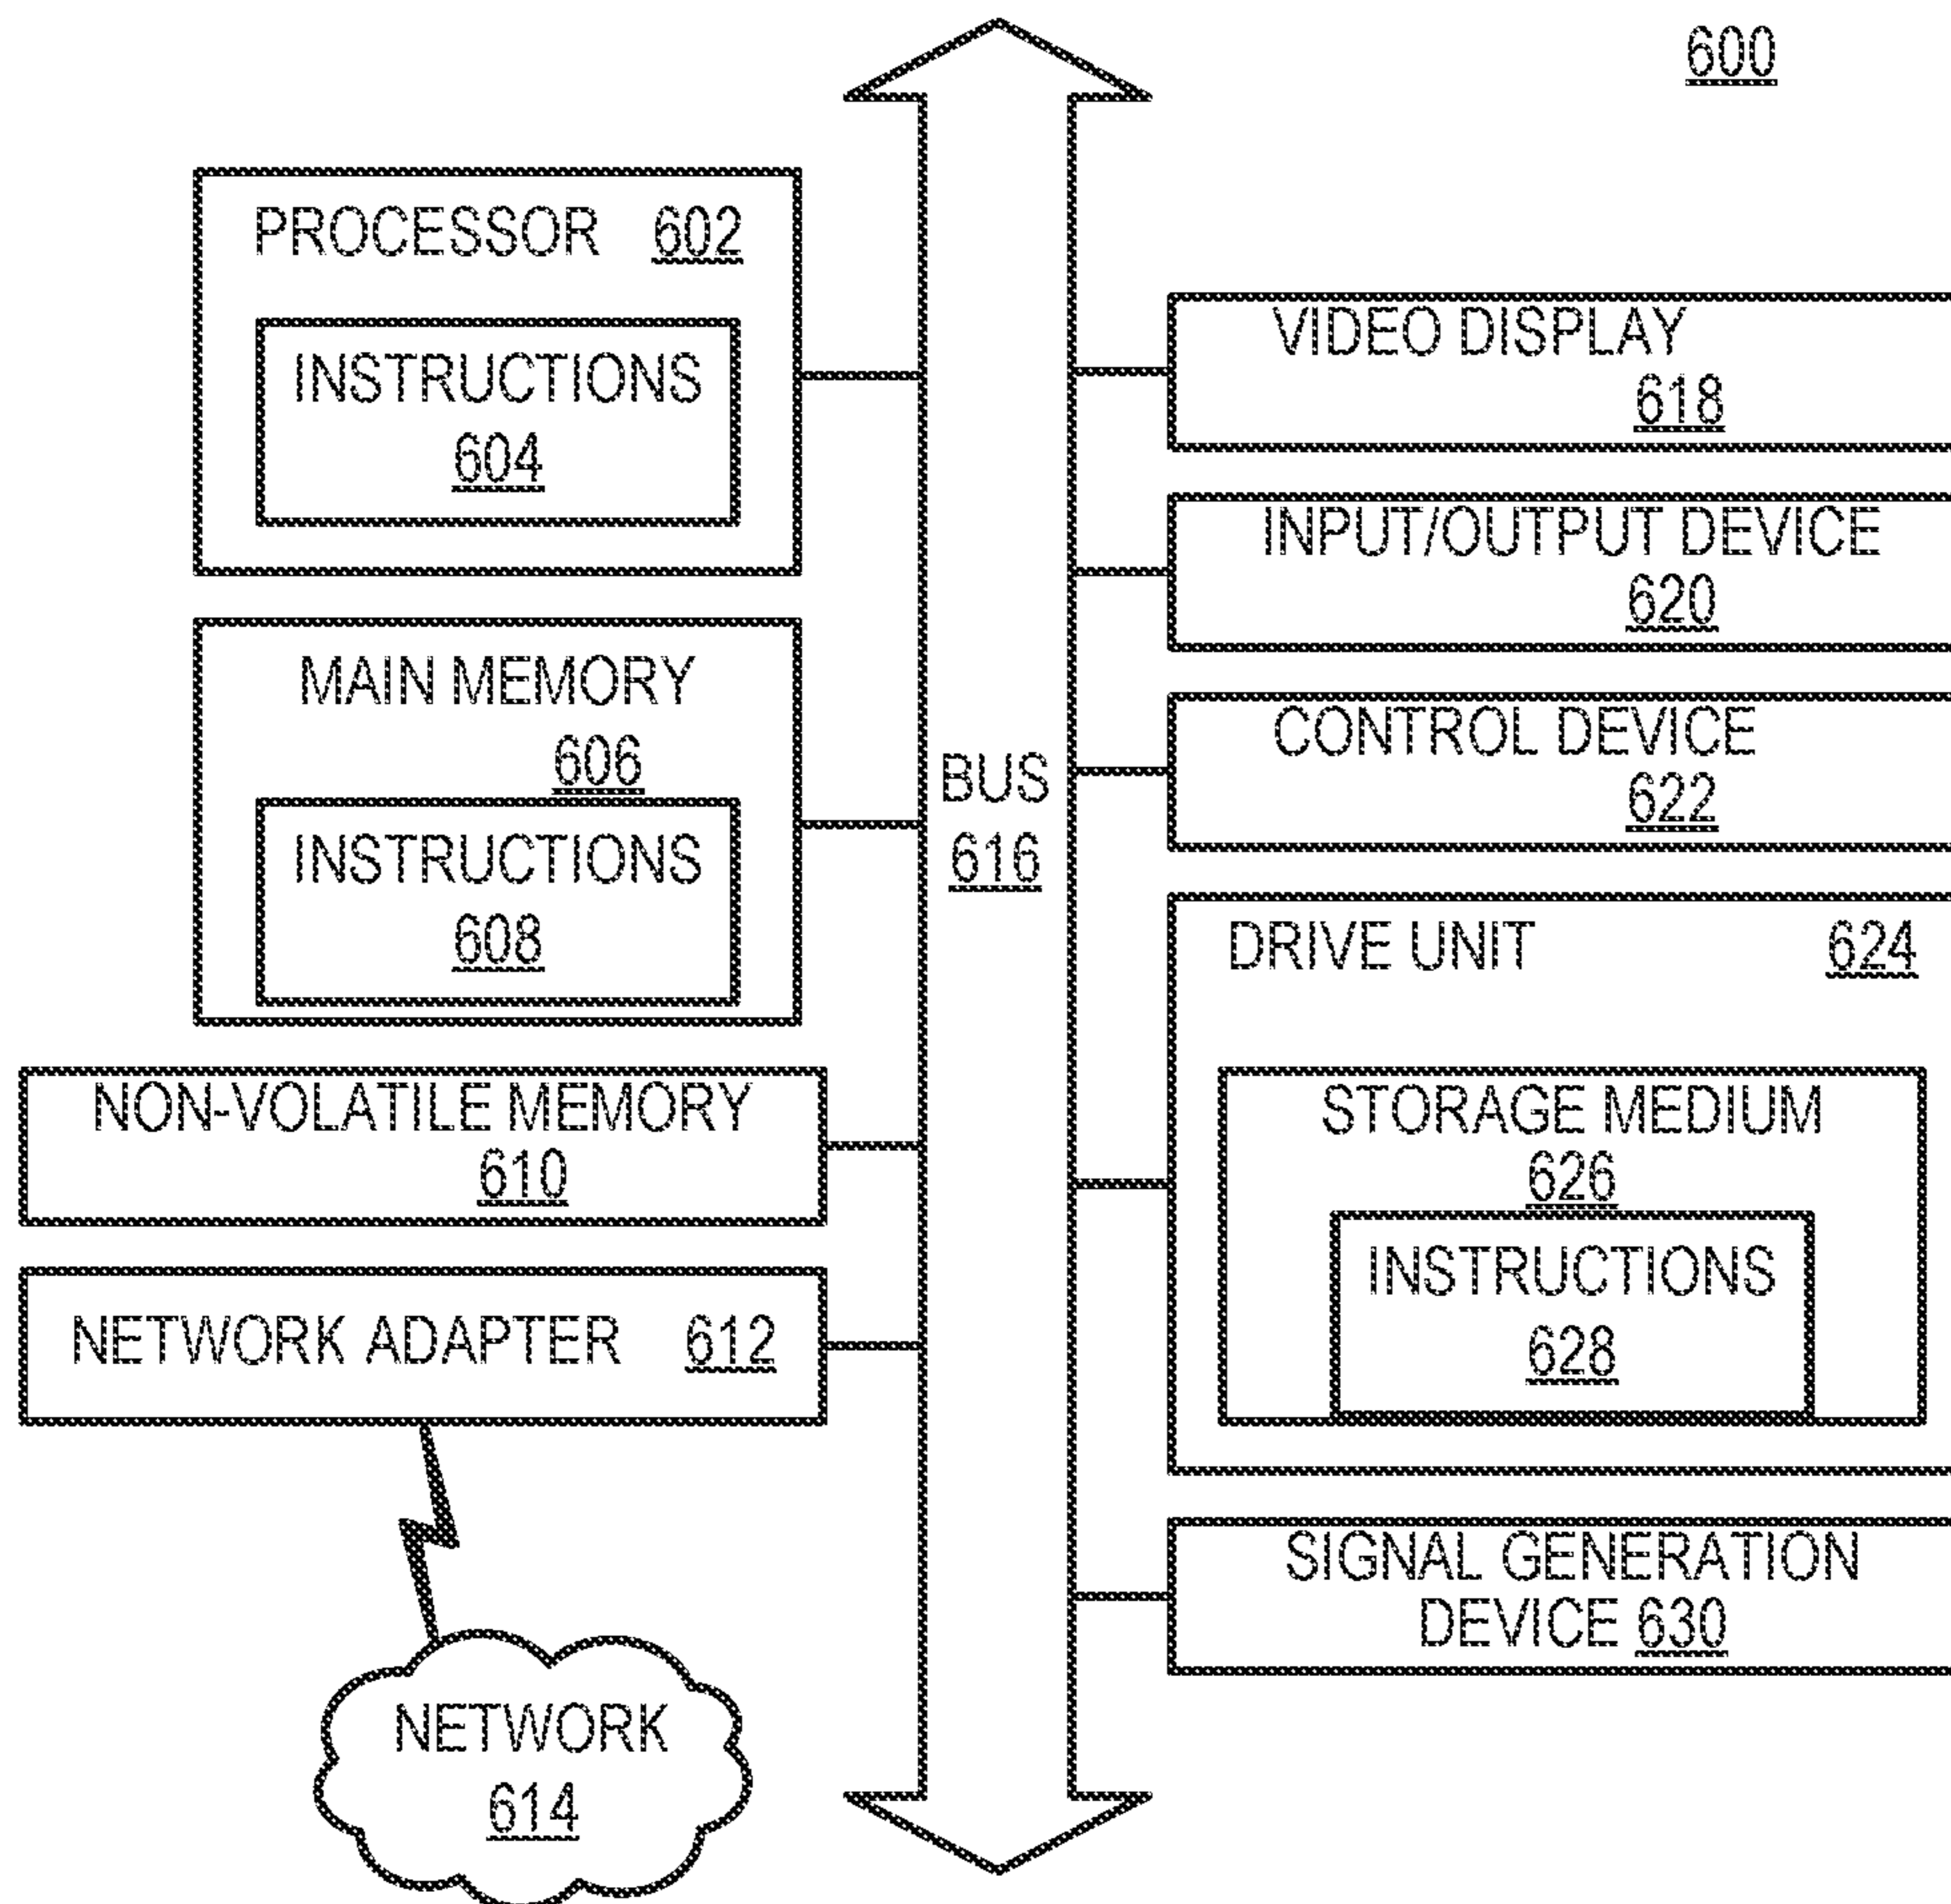 600
PROCESSOR 602
INSTRUCTIONS
604
MAIN MEMORY
606
INSTRUCTIONS
608
NON-VOLATILE MEMORY
610
NETWORK ADAPTER 612
NETWORK
614
BUS
616
VIDEO DISPLAY
618
INPUT/OUTPUT DEVICE
620
CONTROL DEVICE
622
DRIVE UNIT 624
STORAGE MEDIUM
626
INSTRUCTIONS
628
SIGNAL GENERATION
DEVICE 630